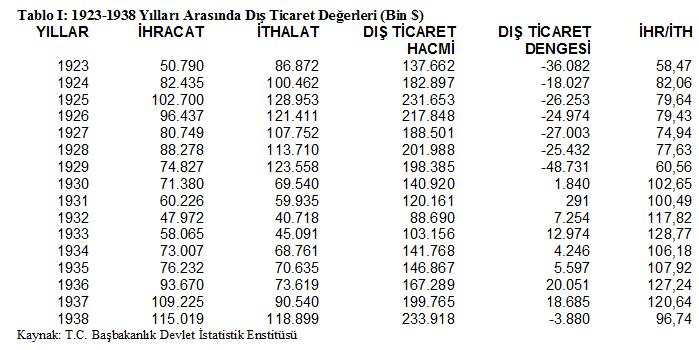 Tablo I: 1923-1938 Yılları Arasında Dış Ticaret Değerleri (Bin $)
YILLAR İHRACAT İTHALAT DIŞ TİCARET HACMİ DIŞ TİCARET DENGESİ İHR/İTH
1923 50.790 86.872 137.662 -36.082 58,47
1924 82.435 100.462 182.897 -18.027 82,06
1925 102.700 128.953 231.653 -26.253 79,64
1926 96.437 121.411 217.848 -24.974 79,43
1927 80.749 107.752 188.501 -27.003 74,94
1928 88.278 113.710 201.988 -25.432 77,63
1929 74.827 123.558 198.385 -48.731 60,56
1930 71.380 69.540 140.920 1.840 102,65
1931 60.226 59.935 120.161 291 100,49
1932 47.972 40.718 88.690 7.254 117,82
1933 58.065 45.091 103.156 12.974 128,77
1934 73.007 68.761 141.768 4.246 106,18
1935 76.232 70.635 146.867 5.597 107,92
1936 93.670 73.619 167.289 20.051 127,24
1937 109.225 90.540 199.765 18.685 120,64
1938 115.019 118.899 233.918 -3.880 96,74
Kaynak: T.C. Başbakanlık Devlet İstatistik Enstitüsü